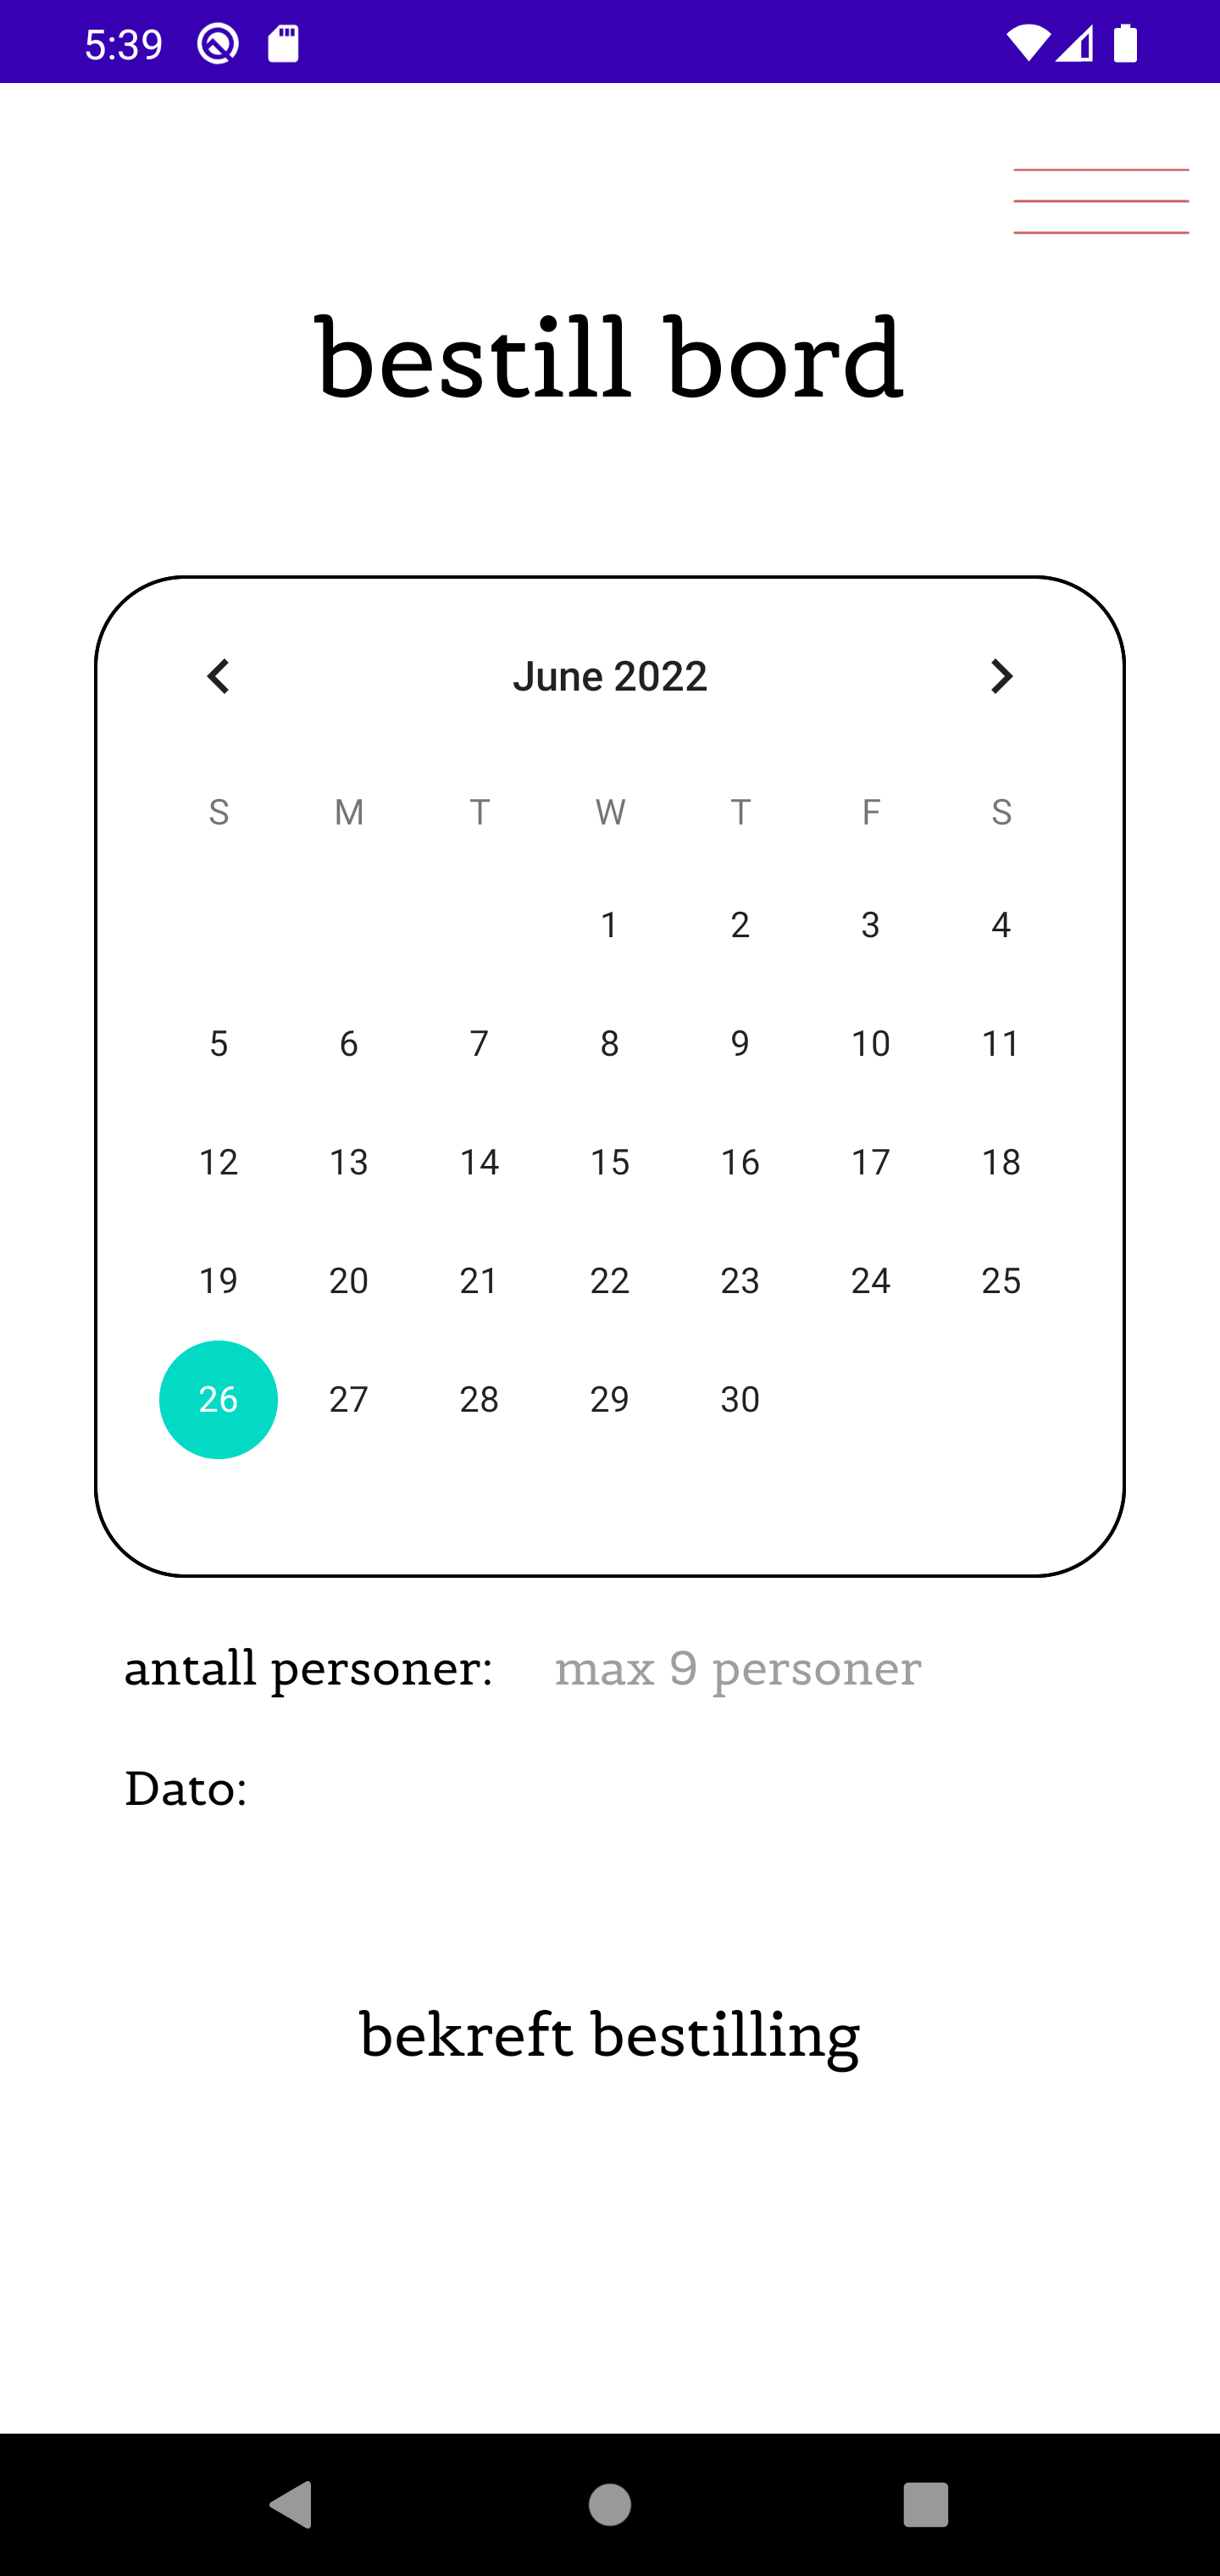 5:39
bestill bord
June 2022
S M T W T F S
1 2 3 4
5 6 7 8 9 10 11
12 13 14 15 16 17 18
19 20 21 22 23 24 25
26 27 28 29 30
antall personer: max 9 personer
Dato:
bekreft bestilling